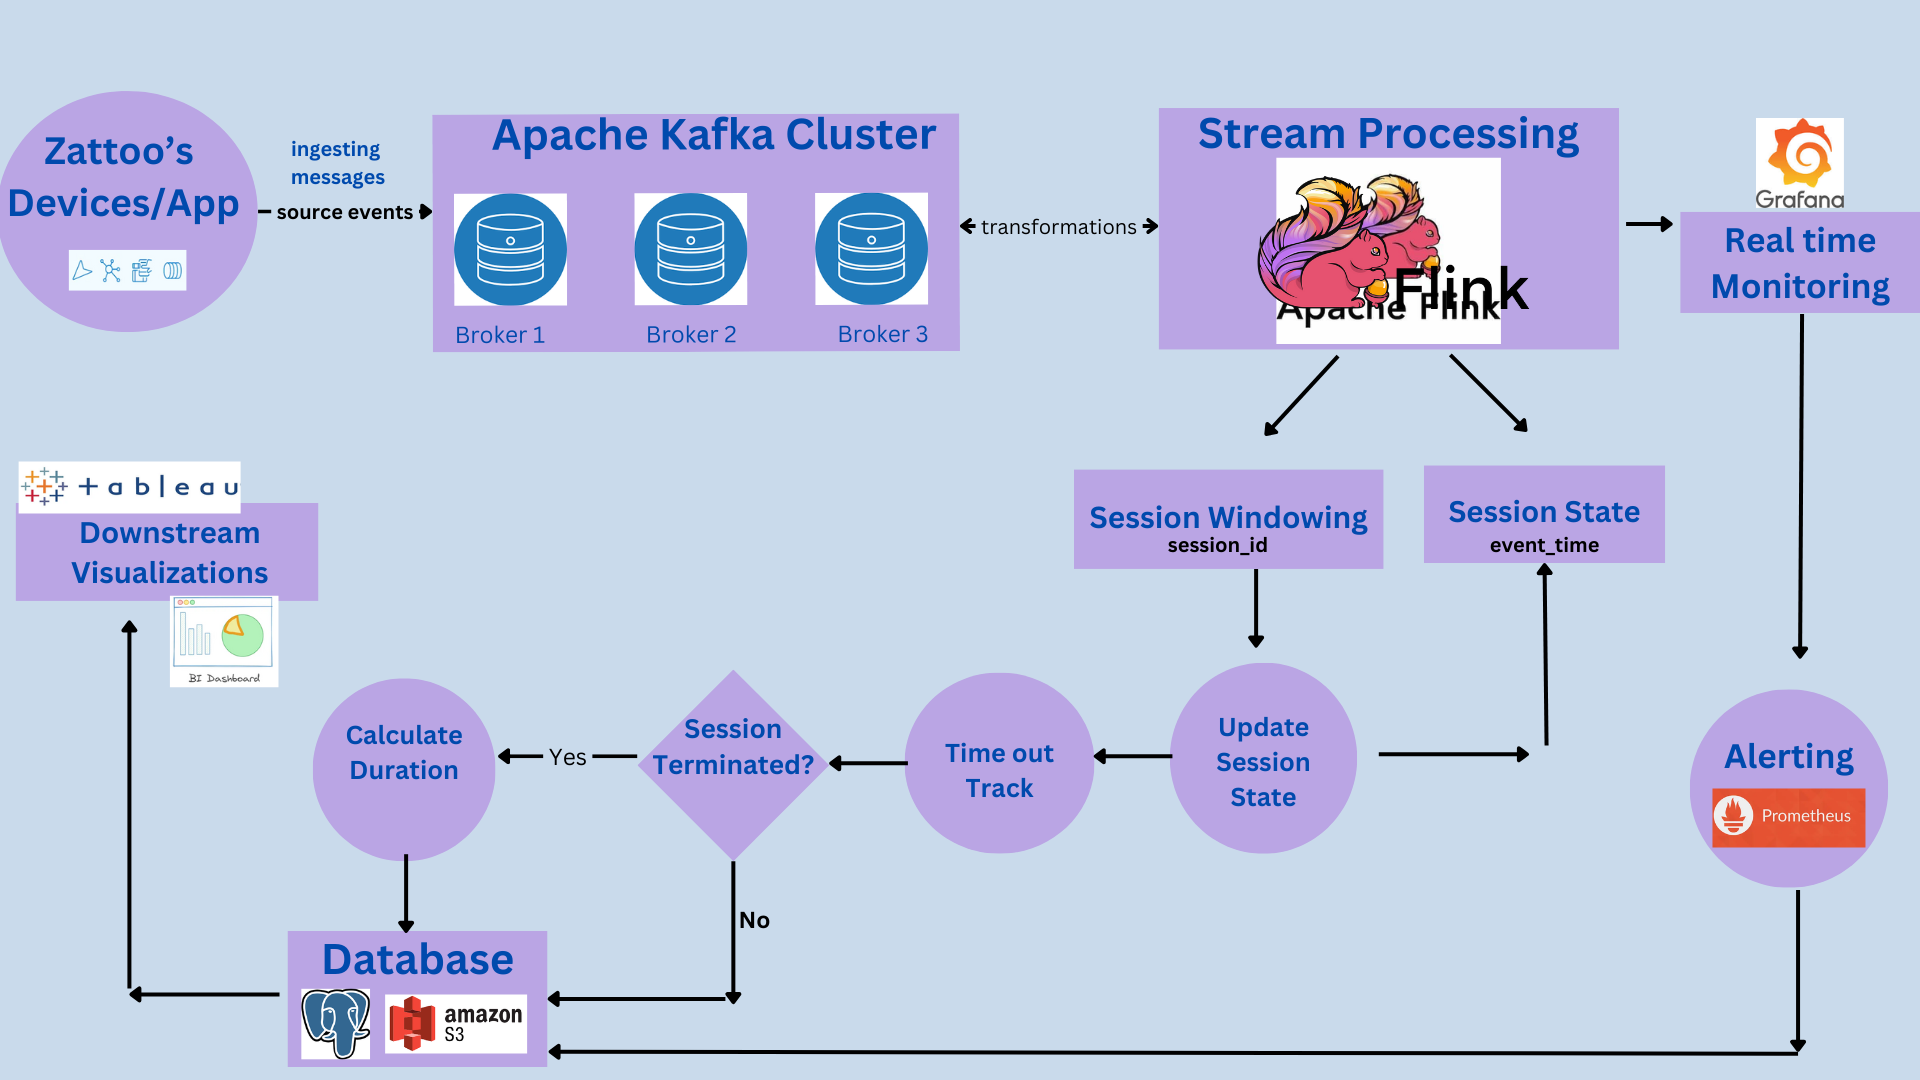 Zattoo's
Devices/App
ingesting
messages
source events
Apache Kafka Cluster
Broker 1
Broker 2
Broker 3
transformations
Stream Processing
Flink
Apache Flink
Grafana
Real time
Monitoring
tableau
Downstream
Visualizations
BI Dashboard
Session Windowing
session_id
Session State
event_time
Calculate
Duration
Yes
Session
Terminated?
Time out
Track
Update
Session
State
Alerting
Prometheus
No
Database
amazon
S3